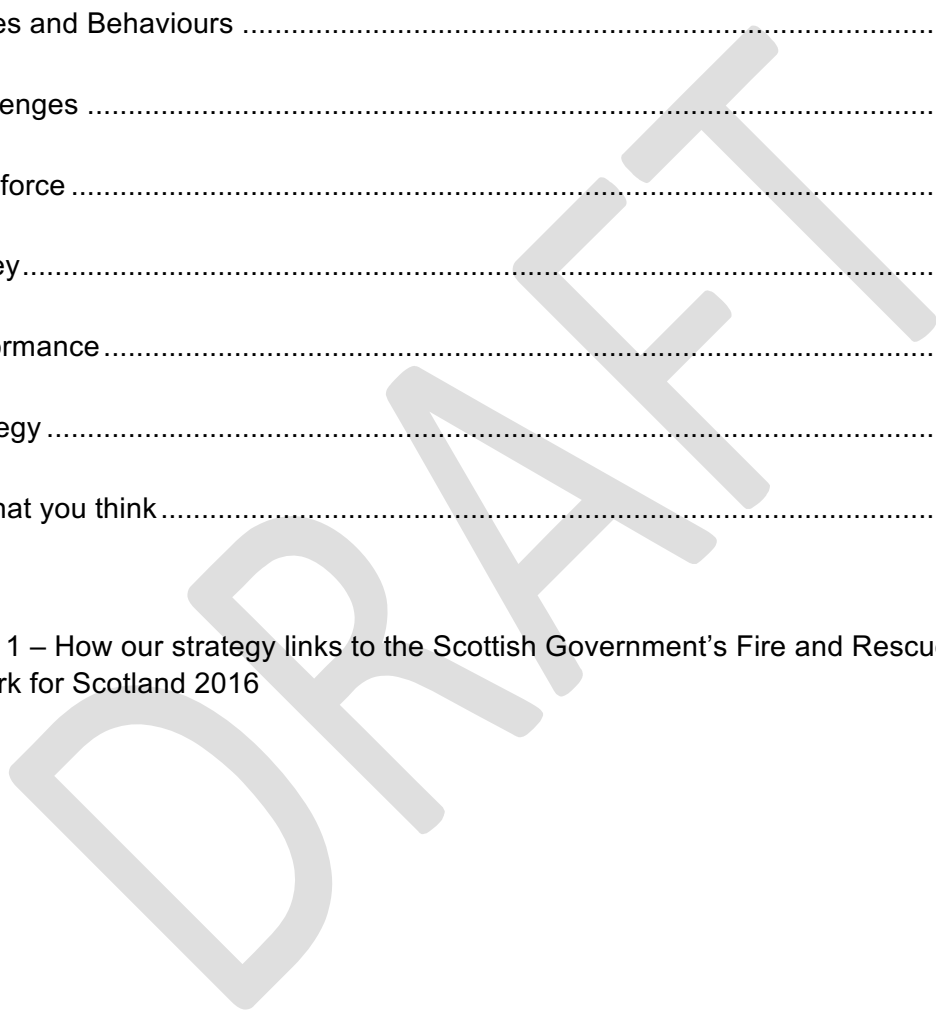 es and Behaviours ....................................................................................
enges ........................................................................................................
force ..........................................................................................................
ey................................................................................................................
ormance......................................................................................................
egy .............................................................................................................
hat you think...............................................................................................
1 – How our strategy links to the Scottish Government’s Fire and Rescu
rk for Scotland 2016
DRAFT